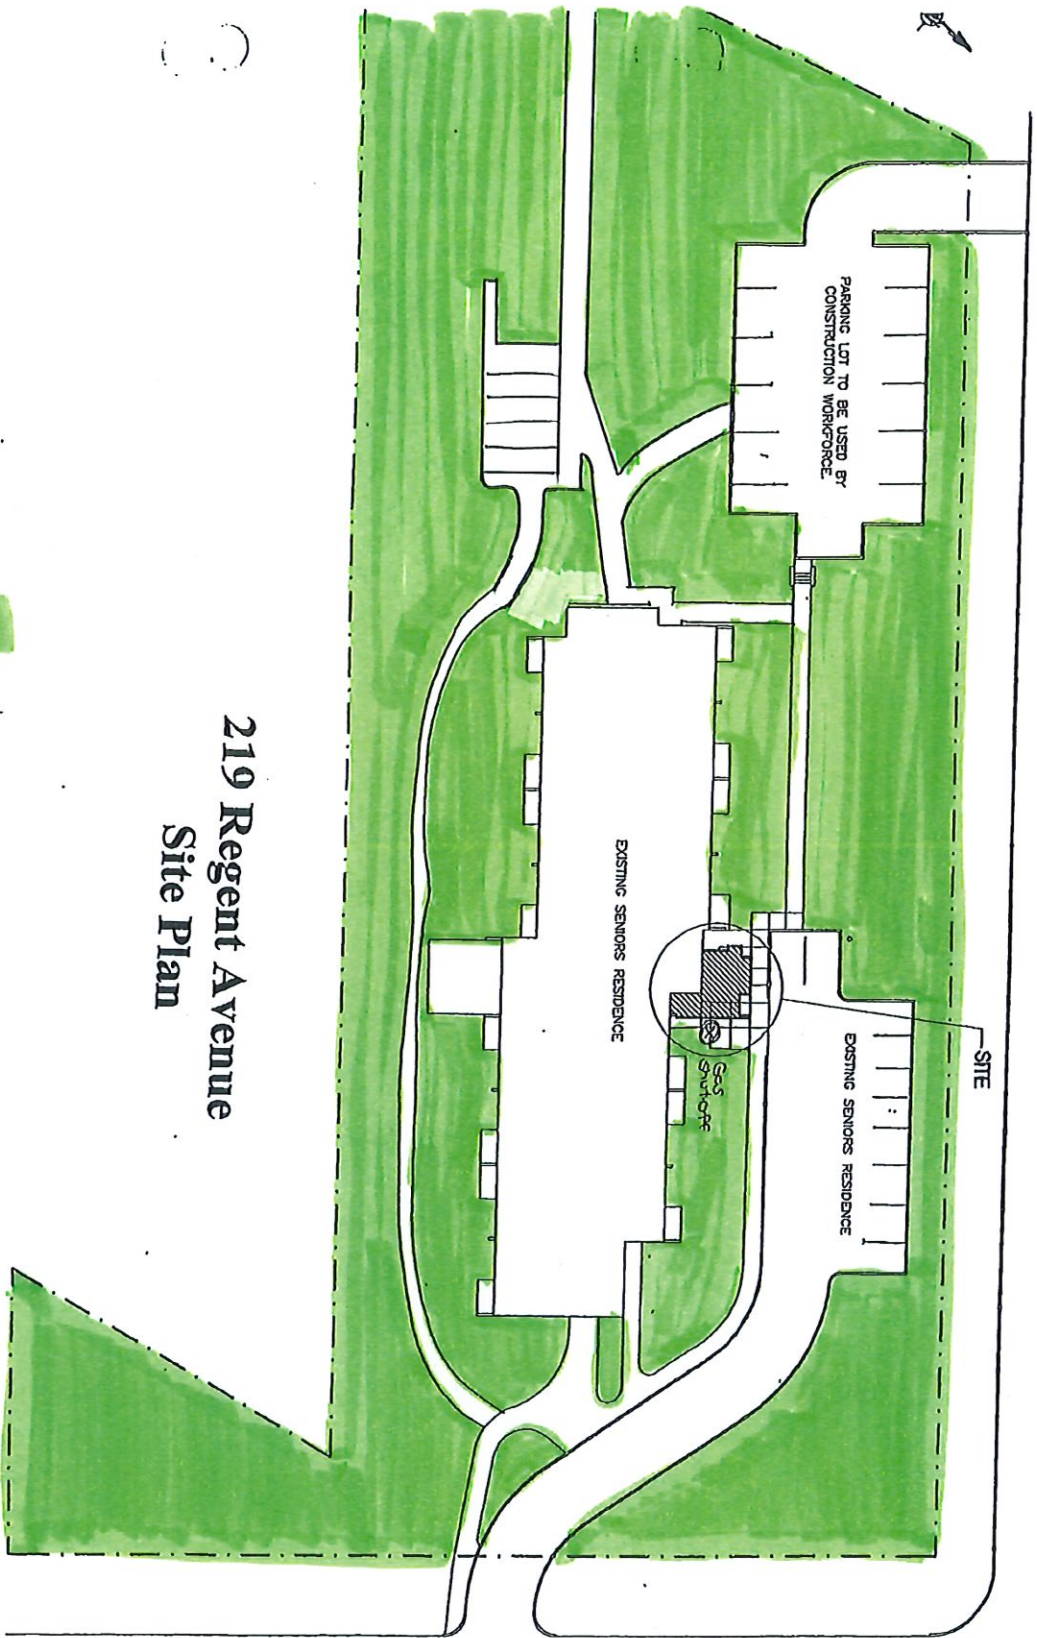 PARKING LOT TO BE USED BY
CONSTRUCTION WORKFORCE.
SITE
EXISTING SENIORS RESIDENCE
EXISTING SENIORS RESIDENCE
Gas
Shutoff
219 Regent Avenue
Site Plan